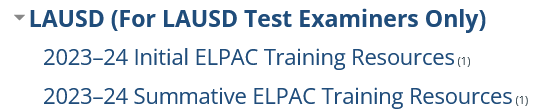 LAUSD (For LAUSD Test Examiners Only)
2023–24 Initial ELPAC Training Resources (1)
2023–24 Summative ELPAC Training Resources (1)